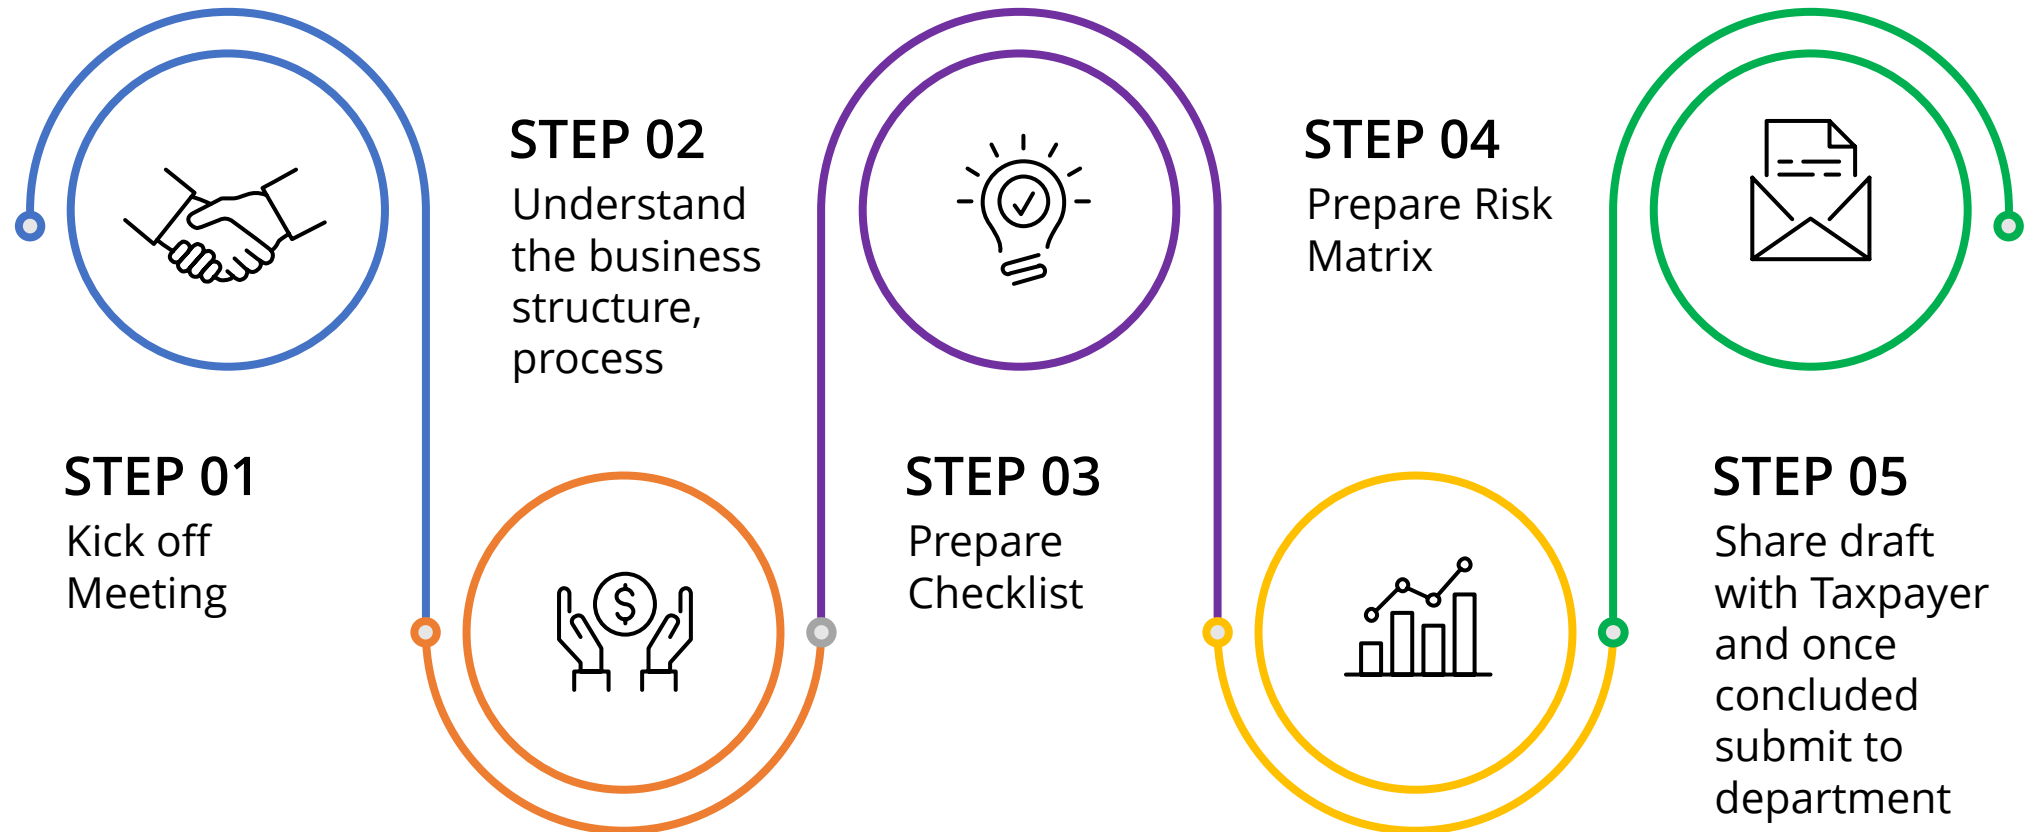 STEP 01
Kick off
Meeting
STEP 02
Understand
the business
structure,
process
STEP 03
Prepare
Checklist
STEP 04
Prepare Risk
Matrix
STEP 05
Share draft
with Taxpayer
and once
concluded
submit to
department